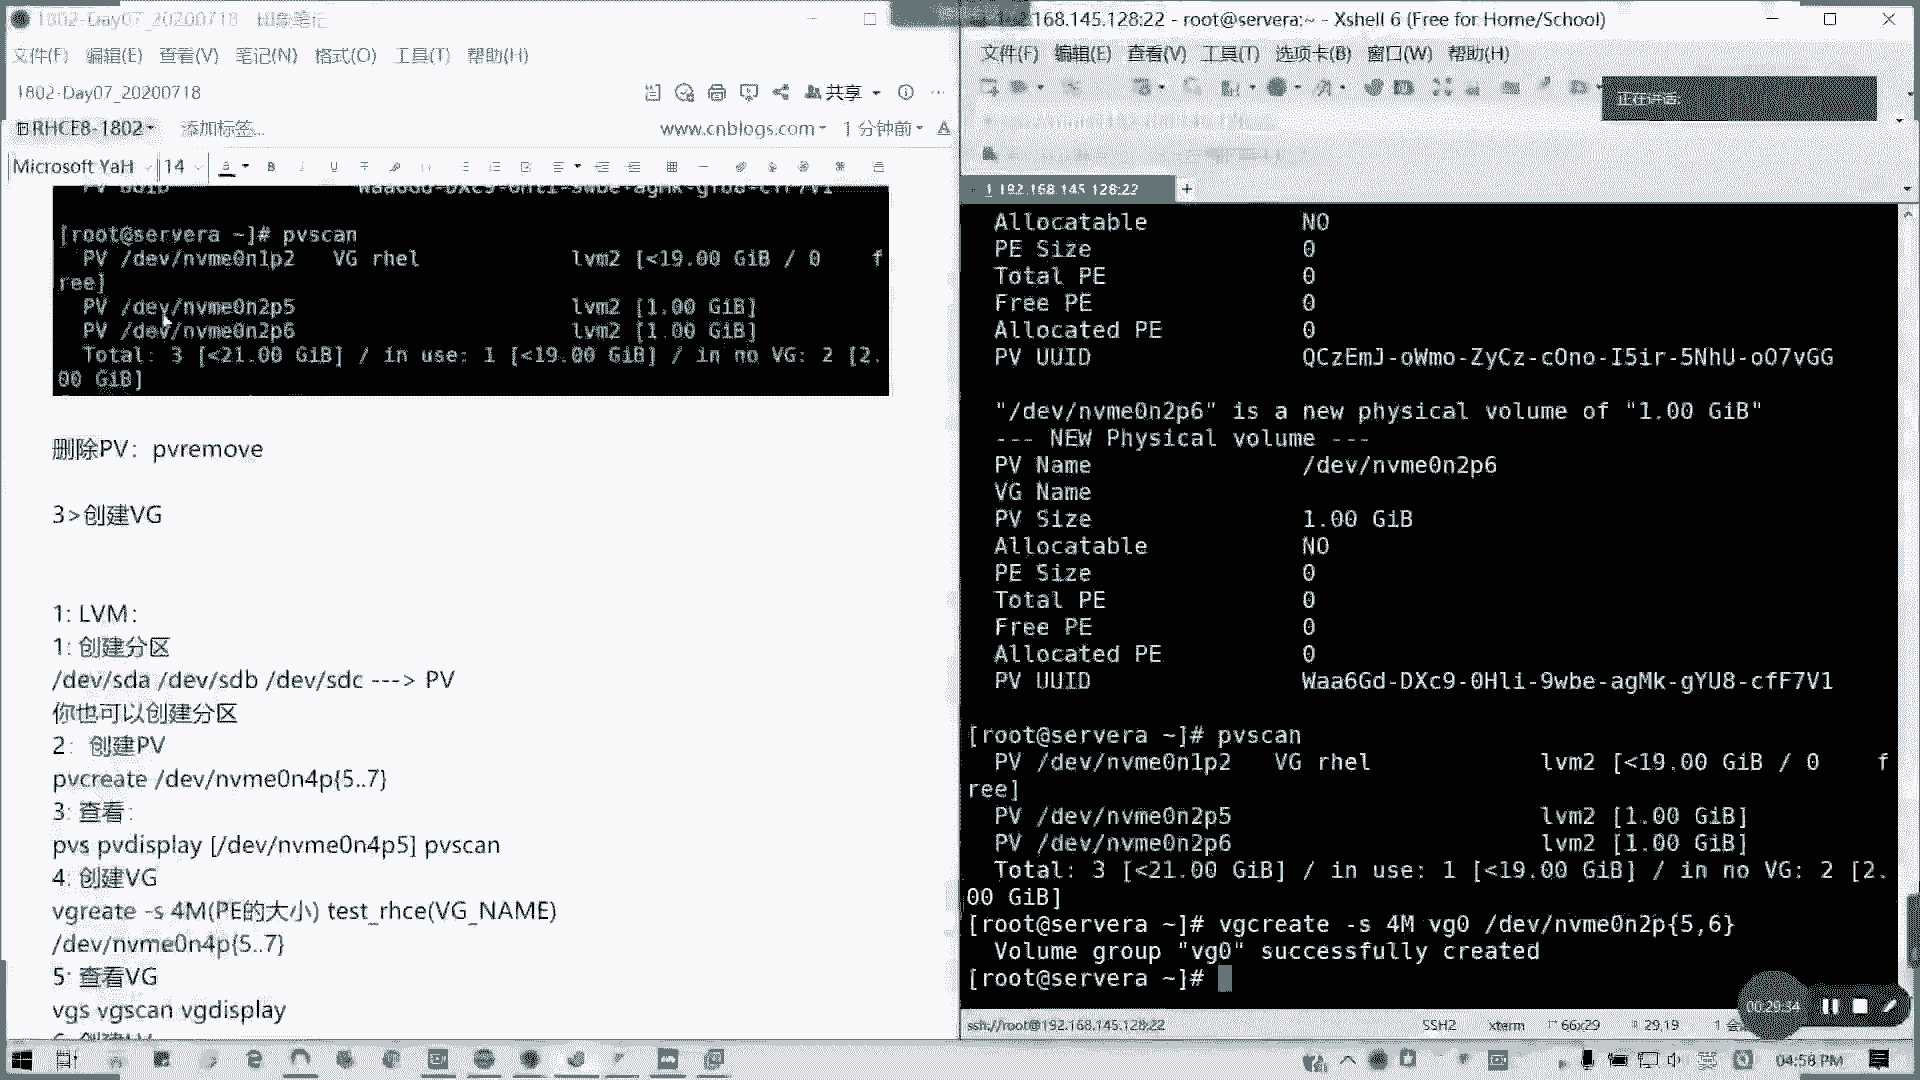 1802-Day07_20200718 - 印象笔记
文件(F) 编辑(E) 查看(V) 笔记(N) 格式(O) 工具(T) 帮助(H)
1802-Day07_20200718
共享
RHCE8-1802
添加标签...
www.cnblogs.com
1 分钟前
Microsoft YaH
14
[root@servera ~]# pvscan
PV /dev/nvme0n1p2 VG rhel lvm2 [<19.00 GiB / 0 f
ree]
PV /dev/nvme0n2p5 lvm2 [1.00 GiB]
PV /dev/nvme0n2p6 lvm2 [1.00 GiB]
Total: 3 [<21.00 GiB] / in use: 1 [<19.00 GiB] / in no VG: 2 [2.
00 GiB]
删除PV：pvremove
3>创建VG
1: LVM:
1: 创建分区
/dev/sda /dev/sdb /dev/sdc ---> PV
你也可以创建分区
2：创建PV
pvcreate /dev/nvme0n4p{5..7}
3: 查看:
pvs pvdisplay [/dev/nvme0n4p5] pvscan
4: 创建VG
vgreate -s 4M(PE的大小) test_rhce(VG_NAME)
/dev/nvme0n4p{5..7}
5: 查看VG
vgs vgscan vgdisplay
192.168.145.128:22 - root@servera:~ - Xshell 6 (Free for Home/School)
文件(F) 编辑(E) 查看(V) 工具(T) 选项卡(B) 窗口(W) 帮助(H)
正在讲话:
1 192.168.145.128:22
Allocatable NO
PE Size 0
Total PE 0
Free PE 0
Allocated PE 0
PV UUID QCzEmJ-oWmo-ZyCz-cOno-I5ir-5NhU-oO7vGG
"/dev/nvme0n2p6" is a new physical volume of "1.00 GiB"
--- NEW Physical volume ---
PV Name /dev/nvme0n2p6
VG Name
PV Size 1.00 GiB
Allocatable NO
PE Size 0
Total PE 0
Free PE 0
Allocated PE 0
PV UUID Waa6Gd-DXc9-0Hli-9wbe-agMk-gYU8-cfF7V1
[root@servera ~]# pvscan
PV /dev/nvme0n1p2 VG rhel lvm2 [<19.00 GiB / 0 f
ree]
PV /dev/nvme0n2p5 lvm2 [1.00 GiB]
PV /dev/nvme0n2p6 lvm2 [1.00 GiB]
Total: 3 [<21.00 GiB] / in use: 1 [<19.00 GiB] / in no VG: 2 [2.
00 GiB]
[root@servera ~]# vgcreate -s 4M vg0 /dev/nvme0n2p{5,6}
Volume group "vg0" successfully created
[root@servera ~]#
00:29:34
ssh://root@192.168.145.128:22
SSH2
xterm
66x29
29,19
04:58 PM